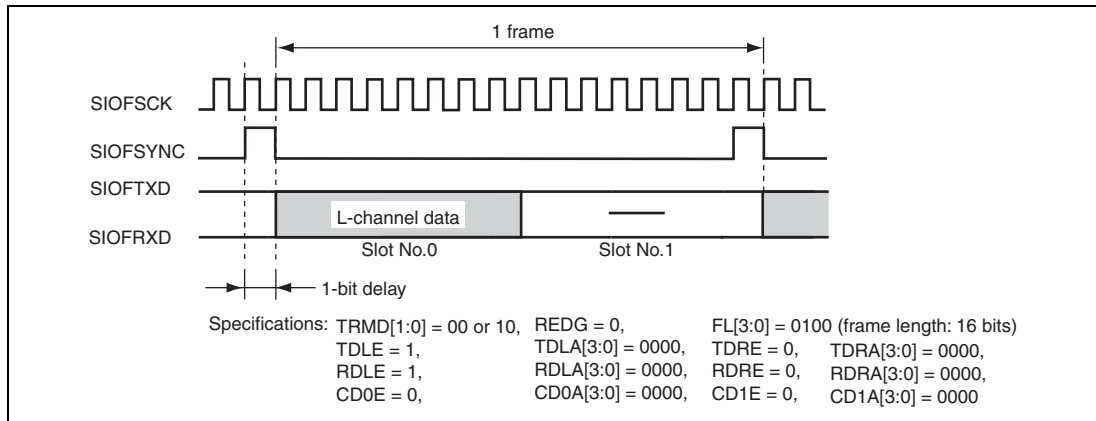 1 frame
SIOFSCK
SIOFSYNC
SIOFTXD
L-channel data
SIOFRXD
Slot No.0 Slot No.1
1-bit delay
Specifications: TRMD[1:0] = 00 or 10, REDG = 0, FL[3:0] = 0100 (frame length: 16 bits)
TDLE = 1, TDLA[3:0] = 0000, TDRE = 0, TDRA[3:0] = 0000,
RDLE = 1, RDLA[3:0] = 0000, RDRE = 0, RDRA[3:0] = 0000,
CD0E = 0, CD0A[3:0] = 0000, CD1E = 0, CD1A[3:0] = 0000